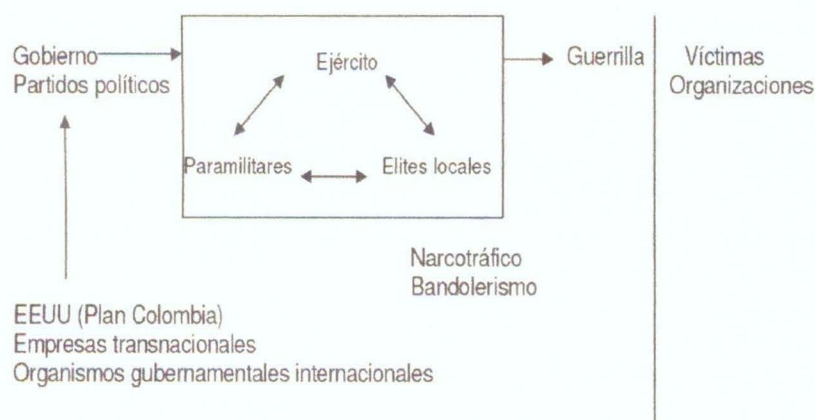 Gobierno
Partidos políticos
Ejército
Paramilitares
Elites locales
Guerrilla
Víctimas
Organizaciones
Narcotráfico
Bandolerismo
EEUU (Plan Colombia)
Empresas transnacionales
Organismos gubernamentales internacionales